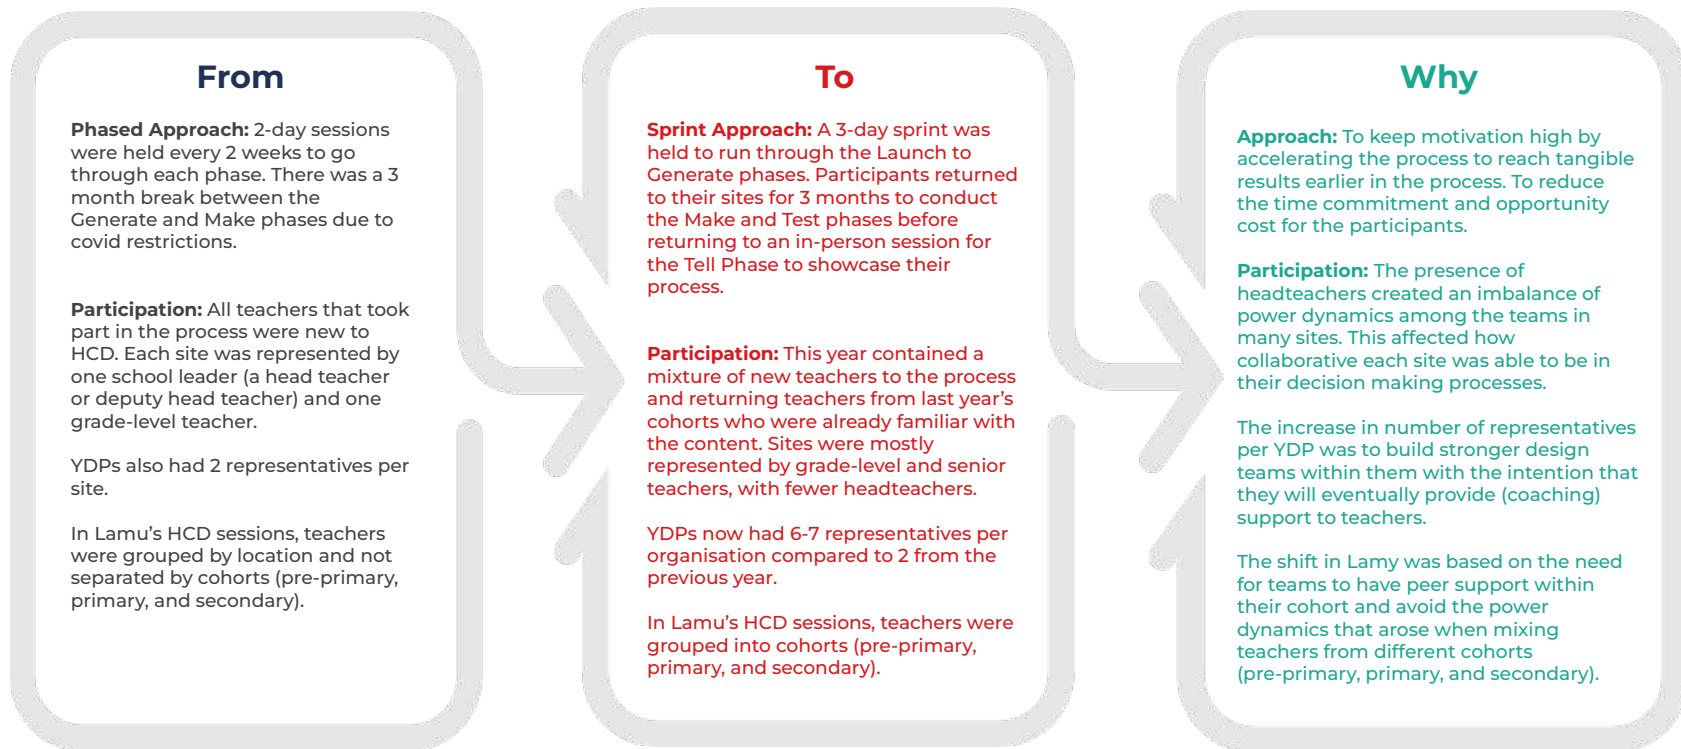 From
Phased Approach: 2-day sessions
were held every 2 weeks to go
through each phase. There was a 3
month break between the
Generate and Make phases due to
covid restrictions.
Participation: All teachers that took
part in the process were new to
HCD. Each site was represented by
one school leader (a head teacher
or deputy head teacher) and one
grade-level teacher.
YDPs also had 2 representatives per
site.
In Lamu’s HCD sessions, teachers
were grouped by location and not
separated by cohorts (pre-primary,
primary, and secondary).
To
Sprint Approach: A 3-day sprint was
held to run through the Launch to
Generate phases. Participants returned
to their sites for 3 months to conduct
the Make and Test phases before
returning to an in-person session for
the Tell Phase to showcase their
process.
Participation: This year contained a
mixture of new teachers to the process
and returning teachers from last year’s
cohorts who were already familiar with
the content. Sites were mostly
represented by grade-level and senior
teachers, with fewer headteachers.
YDPs now had 6-7 representatives per
organisation compared to 2 from the
previous year.
In Lamu’s HCD sessions, teachers were
grouped into cohorts (pre-primary,
primary, and secondary).
Why
Approach: To keep motivation high by
accelerating the process to reach tangible
results earlier in the process. To reduce
the time commitment and opportunity
cost for the participants.
Participation: The presence of
headteachers created an imbalance of
power dynamics among the teams in
many sites. This affected how
collaborative each site was able to be in
their decision making processes.
The increase in number of representatives
per YDP was to build stronger design
teams within them with the intention that
they will eventually provide (coaching)
support to teachers.
The shift in Lamy was based on the need
for teams to have peer support within
their cohort and avoid the power
dynamics that arose when mixing
teachers from different cohorts
(pre-primary, primary, and secondary).